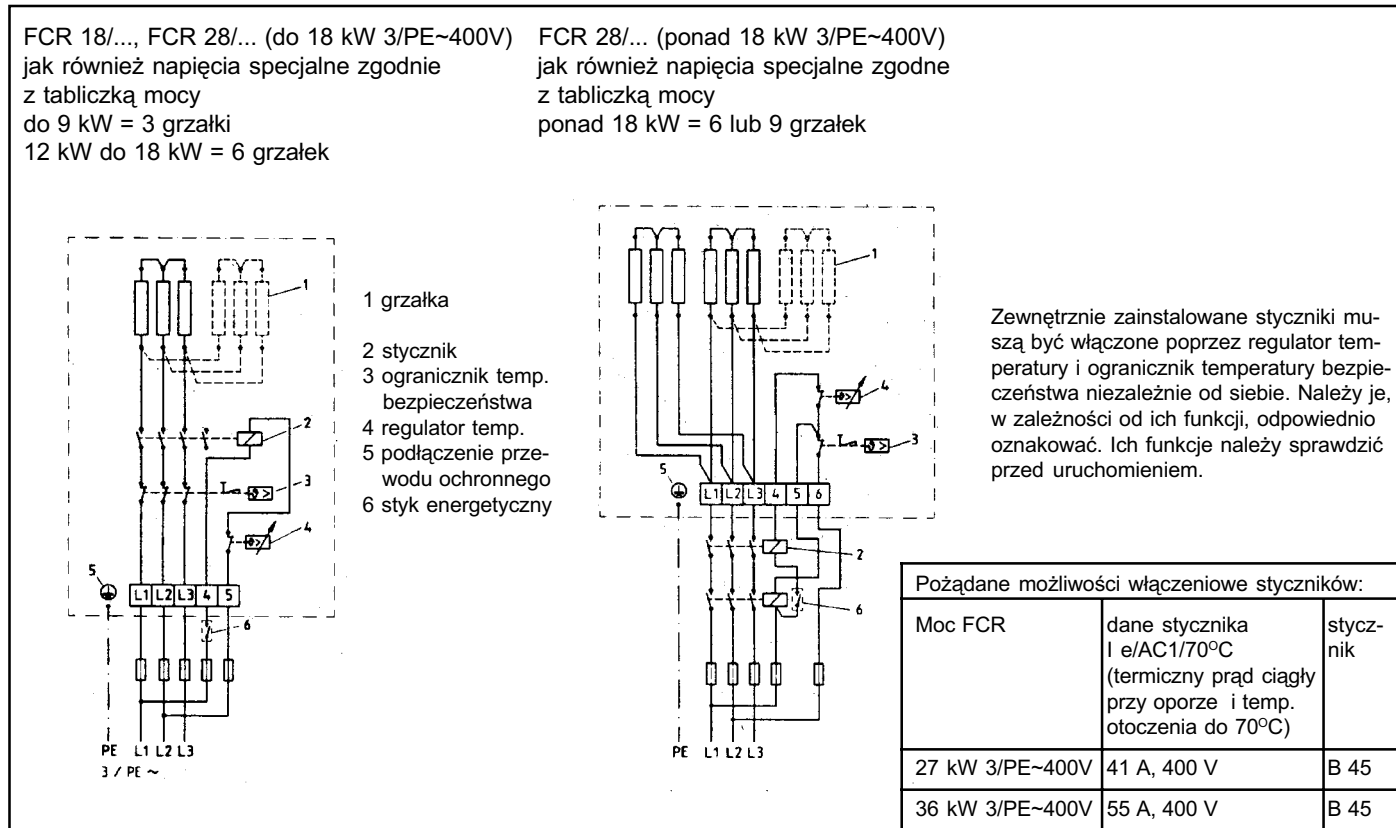 FCR 18/..., FCR 28/... (do 18 kW 3/PE~400V)
jak również napięcia specjalne zgodnie
z tabliczką mocy
do 9 kW = 3 grzałki
12 kW do 18 kW = 6 grzałek
FCR 28/... (ponad 18 kW 3/PE~400V)
jak również napięcia specjalne zgodne
z tabliczką mocy
ponad 18 kW = 6 lub 9 grzałek
1
2
3
4
5
L1 L2 L3 4 5
6
PE L1 L2 L3
3 / PE ~
1 grzałka
2 stycznik
3 ogranicznik temp.
bezpieczeństwa
4 regulator temp.
5 podłączenie prze-
wodu ochronnego
6 styk energetyczny
1
4
3
5
L1 L2 L3 4 5 6
2
6
PE L1 L2 L3
Zewnętrznie zainstalowane styczniki mu-
szą być włączone poprzez regulator tem-
peratury i ogranicznik temperatury bezpie-
czeństwa niezależnie od siebie. Należy je,
w zależności od ich funkcji, odpowiednio
oznakować. Ich funkcje należy sprawdzić
przed uruchomieniem.
Pożądane możliwości włączeniowe styczników:
Moc FCR
dane stycznika
I e/AC1/70°C
(termiczny prąd ciągły
przy oporze i temp.
otoczenia do 70°C)
stycz-
nik
27 kW 3/PE~400V 41 A, 400 V B 45
36 kW 3/PE~400V 55 A, 400 V B 45